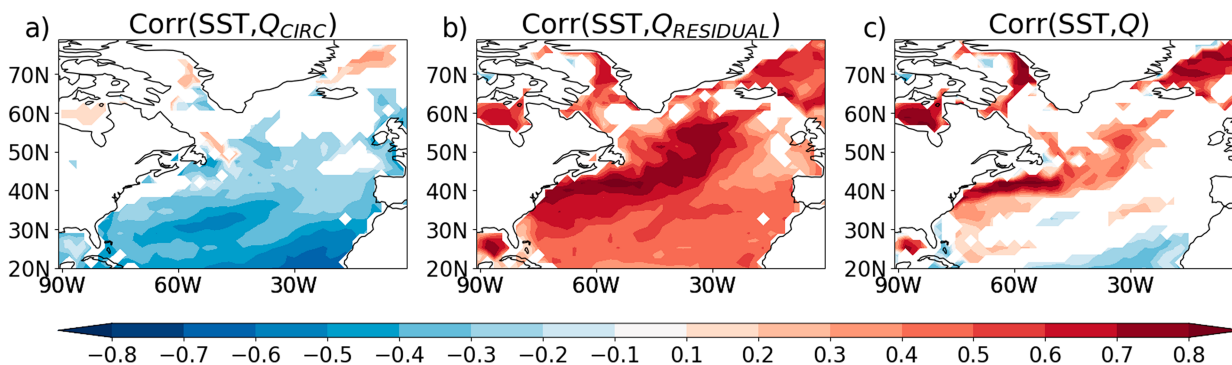 a) Corr(SST,Q_CIRC) b) Corr(SST,Q_RESIDUAL) c) Corr(SST,Q)
70N 70N 70N
60N 60N 60N
50N 50N 50N
40N 40N 40N
30N 30N 30N
20N 20N 20N
90W 60W 30W 90W 60W 30W 90W 60W 30W
−0.8 −0.7 −0.6 −0.5 −0.4 −0.3 −0.2 −0.1 0.1 0.2 0.3 0.4 0.5 0.6 0.7 0.8